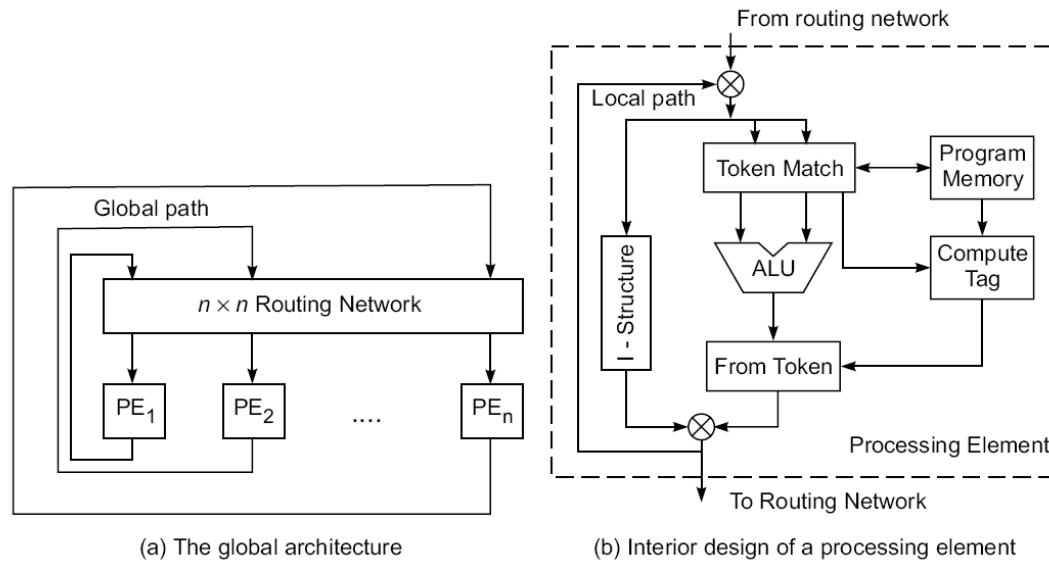 Global path
n × n Routing Network
PE1
PE2
....
PEn
(a) The global architecture
From routing network
Local path
Token Match
Program
Memory
I - Structure
ALU
Compute
Tag
From Token
Processing Element
To Routing Network
(b) Interior design of a processing element